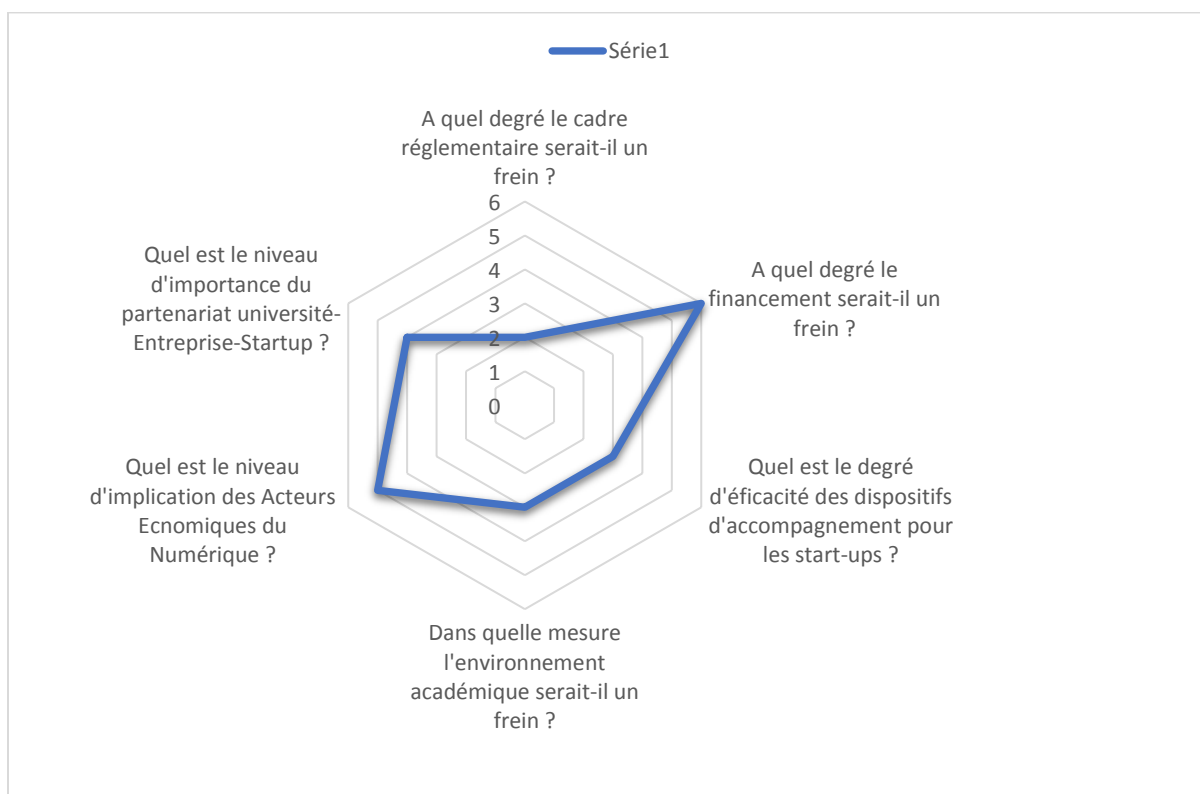 Série1
A quel degré le cadre
réglementaire serait-il un
frein ?
6
5
4
3
2
1
0
A quel degré le
financement serait-il un
frein ?
Quel est le degré
d'éficacité des dispositifs
d'accompagnement pour
les start-ups ?
Dans quelle mesure
l'environnement
académique serait-il un
frein ?
Quel est le niveau
d'implication des Acteurs
Ecnomiques du
Numérique ?
Quel est le niveau
d'importance du
partenariat université-
Entreprise-Startup ?